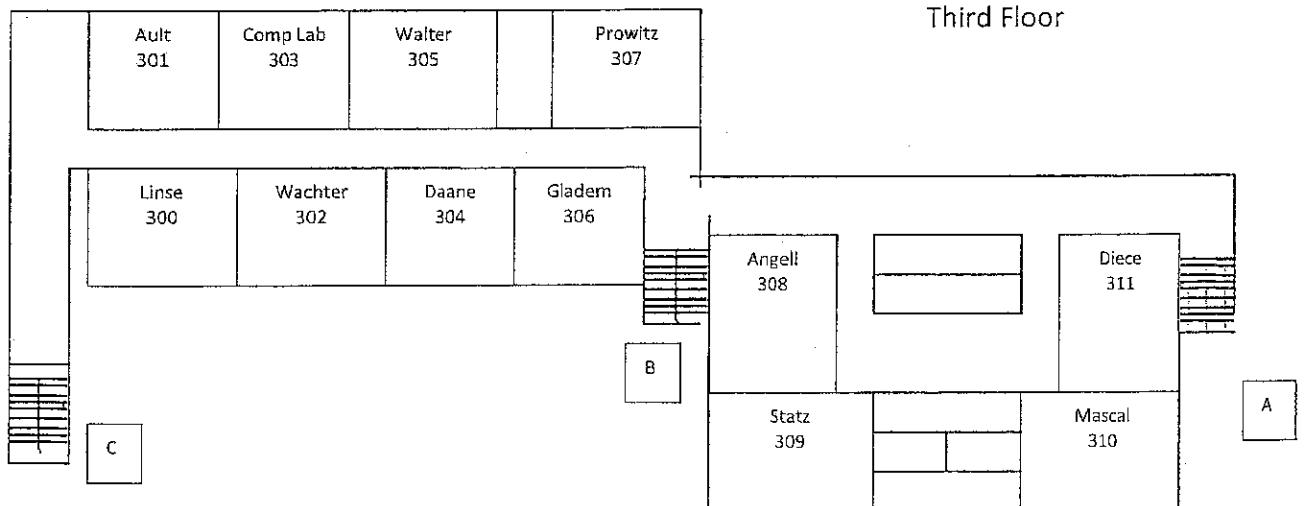 Third Floor
Ault
301
Comp Lab
303
Walter
305
Prowitz
307
Linse
300
Wachter
302
Daane
304
Gladem
306
Angell
308
Diece
311
B
A
Statz
309
Mascal
310
C